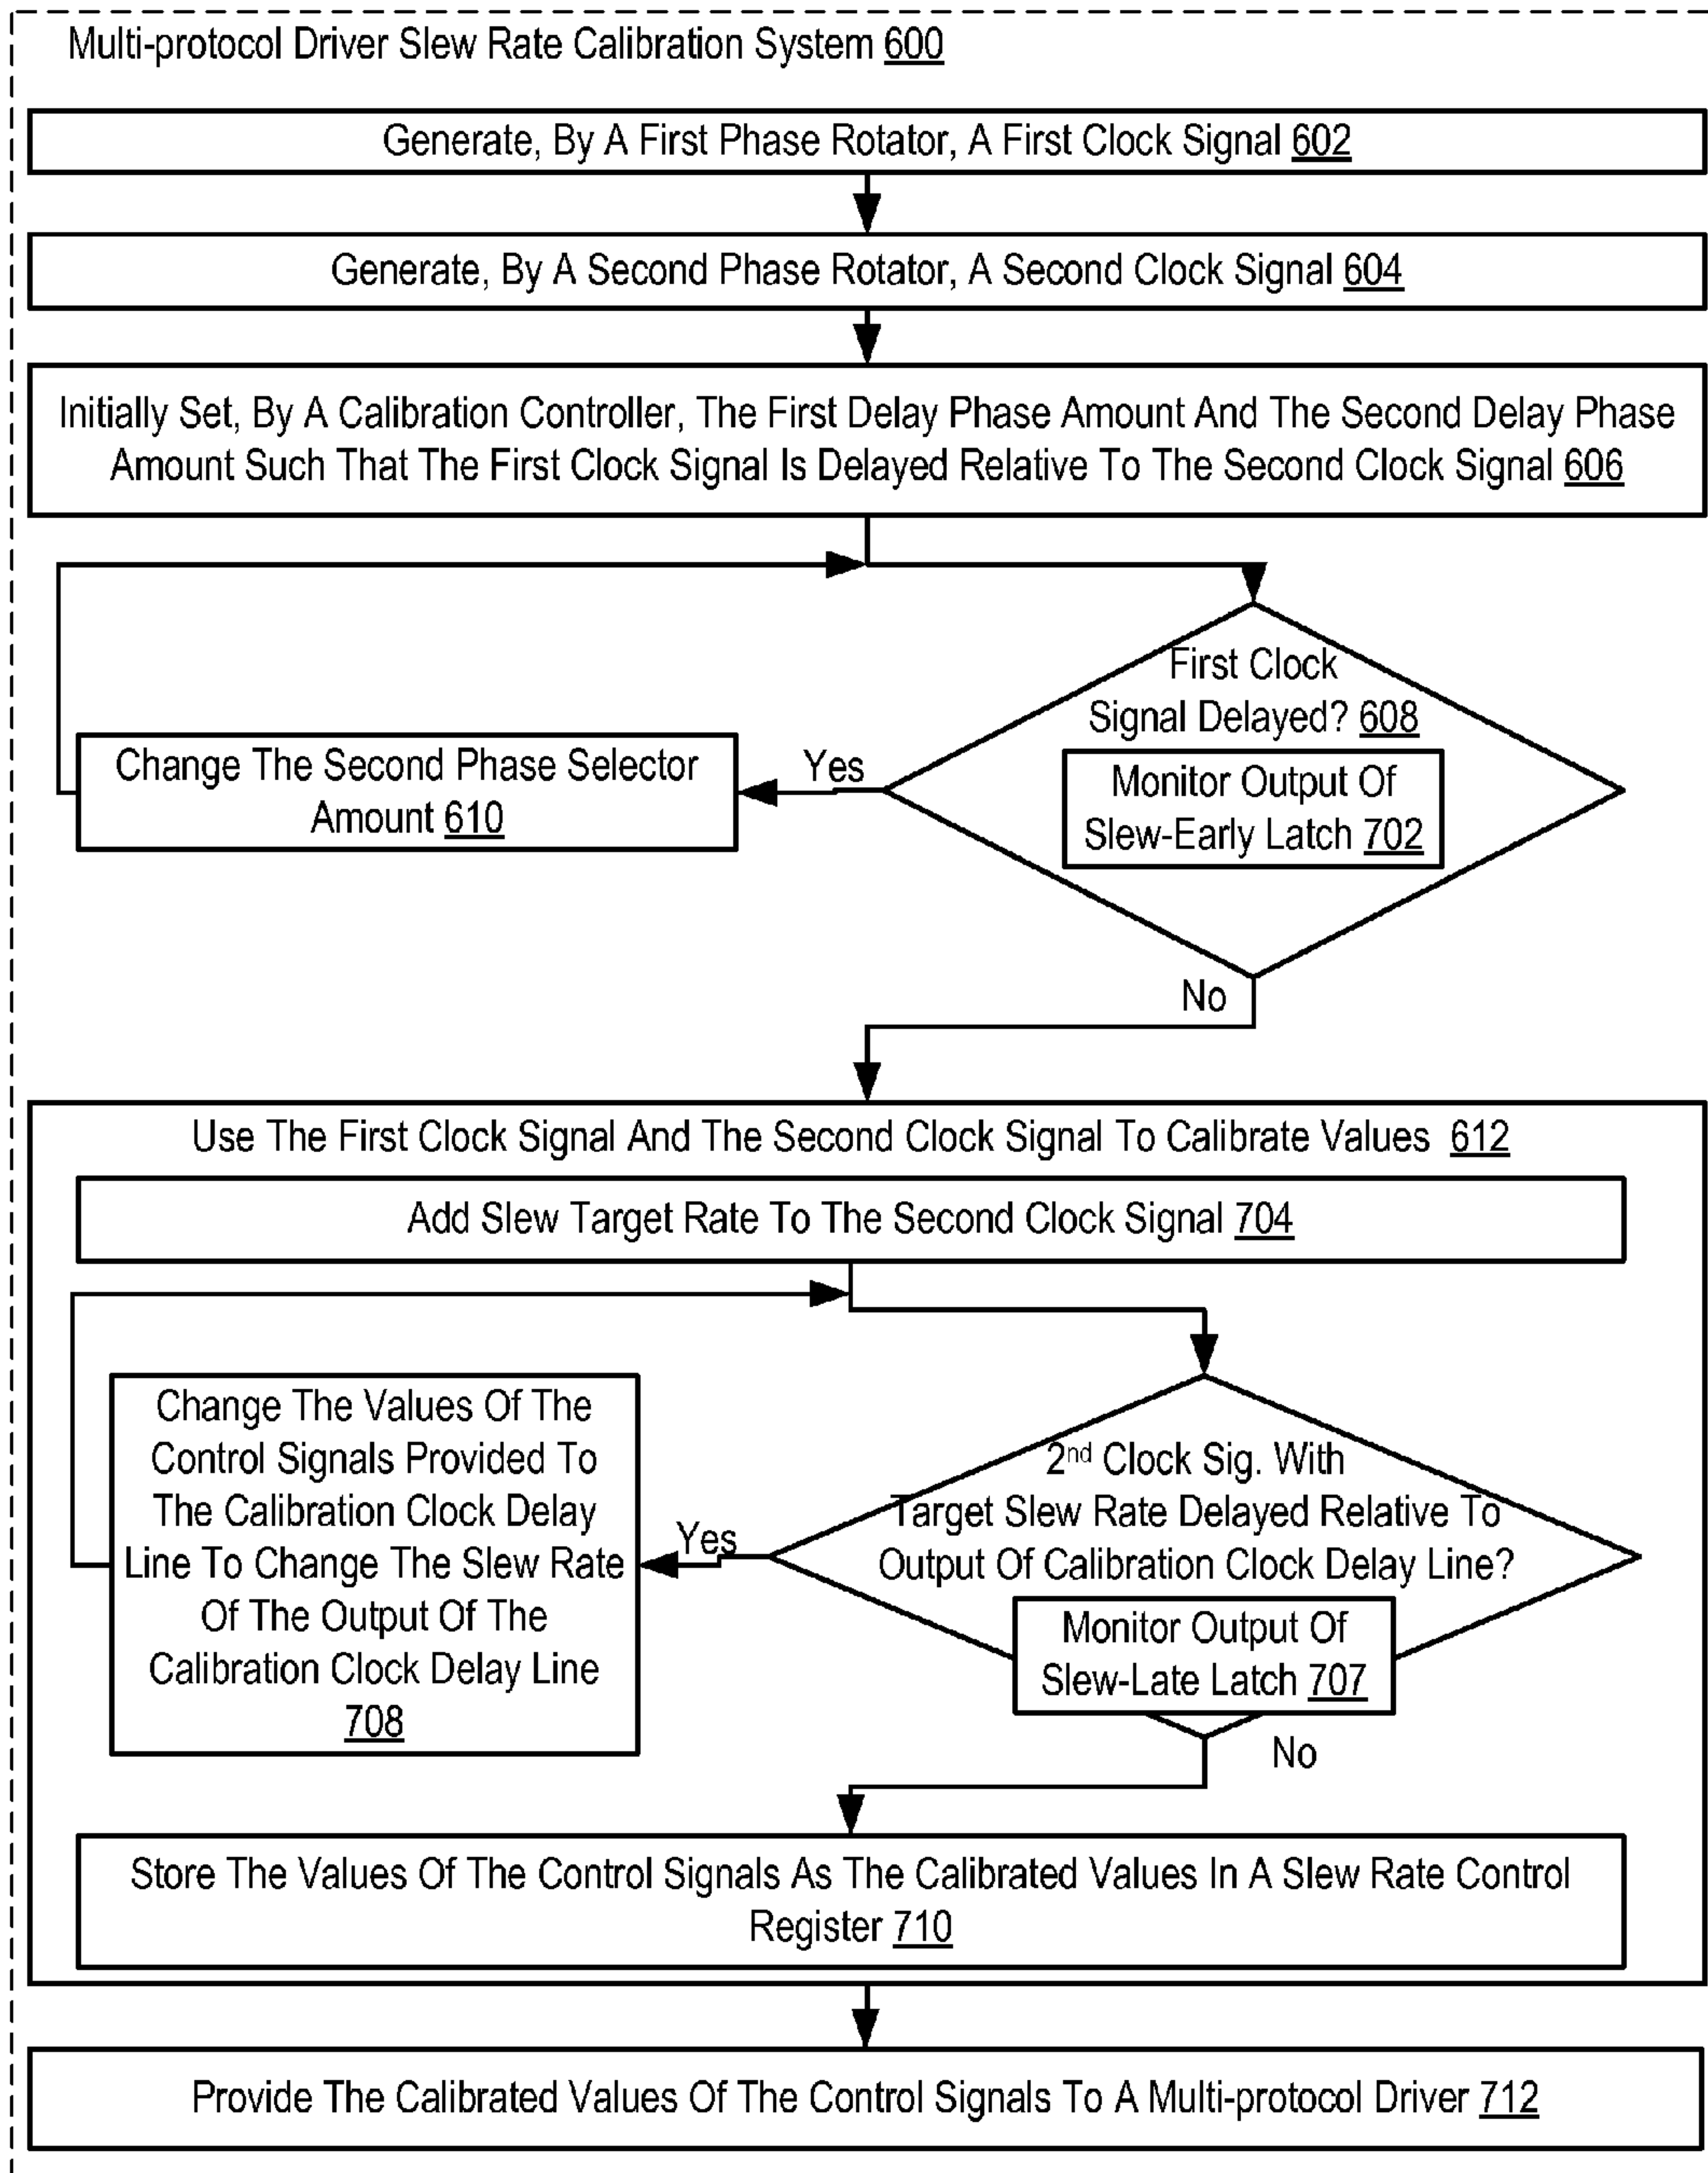 Multi-protocol Driver Slew Rate Calibration System 600
Generate, By A First Phase Rotator, A First Clock Signal 602
Generate, By A Second Phase Rotator, A Second Clock Signal 604
Initially Set, By A Calibration Controller, The First Delay Phase Amount And The Second Delay Phase
Amount Such That The First Clock Signal Is Delayed Relative To The Second Clock Signal 606
First Clock
Signal Delayed? 608
Monitor Output Of
Slew-Early Latch 702
Yes
Change The Second Phase Selector
Amount 610
No
Use The First Clock Signal And The Second Clock Signal To Calibrate Values 612
Add Slew Target Rate To The Second Clock Signal 704
2nd Clock Sig. With
Target Slew Rate Delayed Relative To
Output Of Calibration Clock Delay Line?
Monitor Output Of
Slew-Late Latch 707
Yes
Change The Values Of The
Control Signals Provided To
The Calibration Clock Delay
Line To Change The Slew Rate
Of The Output Of The
Calibration Clock Delay Line
708
No
Store The Values Of The Control Signals As The Calibrated Values In A Slew Rate Control
Register 710
Provide The Calibrated Values Of The Control Signals To A Multi-protocol Driver 712